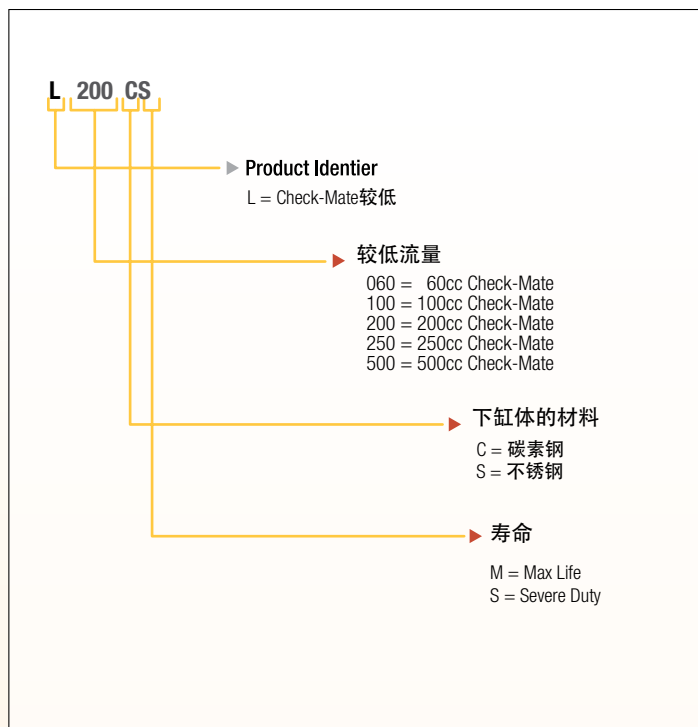 L 200 CS
Product Identier
L = Check-Mate较低
较低流量
060 = 60cc Check-Mate
100 = 100cc Check-Mate
200 = 200cc Check-Mate
250 = 250cc Check-Mate
500 = 500cc Check-Mate
下缸体的材料
C = 碳素钢
S = 不锈钢
寿命
M = Max Life
S = Severe Duty